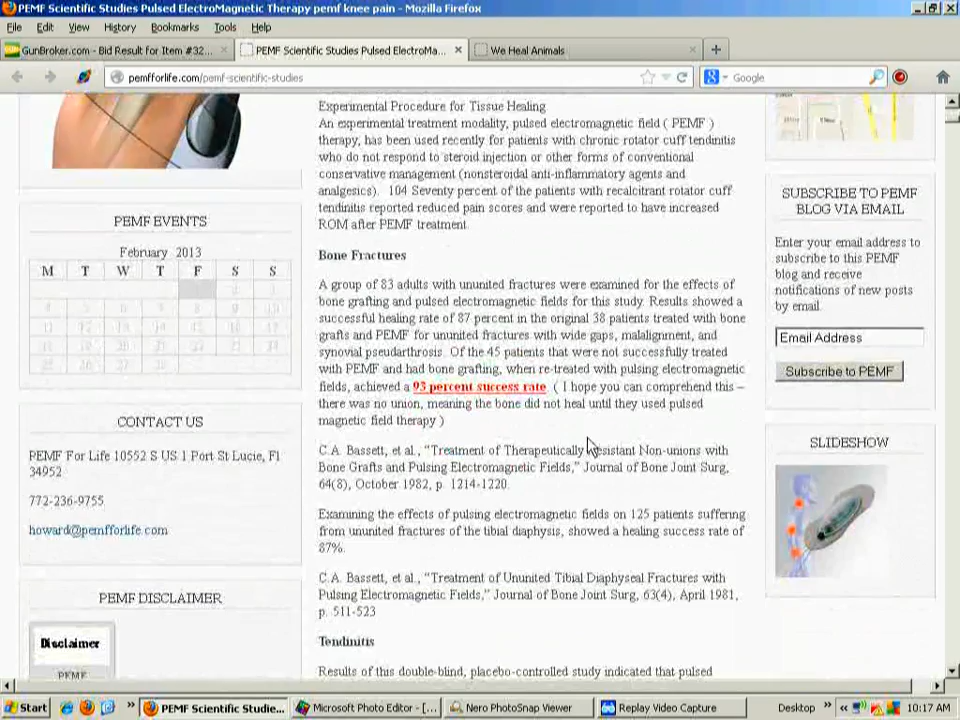 PEMF Scientific Studies Pulsed ElectroMagnetic Therapy pemf knee pain - Mozilla Firefox
File Edit View History Bookmarks Tools Help
GunBroker.com - Bid Result for Item #32...
PEMF Scientific Studies Pulsed ElectroMa...
We Heal Animals
pemfforlife.com/pemf-scientific-studies
Google
Experimental Procedure for Tissue Healing
An experimental treatment modality, pulsed electromagnetic field ( PEMF )
therapy, has been used recently for patients with chronic rotator cuff tendinitis
who do not respond to steroid injection or other forms of conventional
conservative management (nonsteroidal anti-inflammatory agents and
analgesics). 104 Seventy percent of the patients with recalcitrant rotator cuff
tendinitis reported reduced pain scores and were reported to have increased
ROM after PEMF treatment.
Bone Fractures
A group of 83 adults with ununited fractures were examined for the effects of
bone grafting and pulsed electromagnetic fields for this study. Results showed a
successful healing rate of 87 percent in the original 38 patients treated with bone
grafts and PEMF for ununited fractures with wide gaps, malalignment, and
synovial pseudarthrosis. Of the 45 patients that were not successfully treated
with PEMF and had bone grafting, when re-treated with pulsing electromagnetic
fields, achieved a 93 percent success rate. ( I hope you can comprehend this –
there was no union, meaning the bone did not heal until they used pulsed
magnetic field therapy )
C.A. Bassett, et al., “Treatment of Therapeutically Resistant Non-unions with
Bone Grafts and Pulsing Electromagnetic Fields,” Journal of Bone Joint Surg,
64(8), October 1982, p. 1214-1220.
Examining the effects of pulsing electromagnetic fields on 125 patients suffering
from ununited fractures of the tibial diaphysis, showed a healing success rate of
87%.
C.A. Bassett, et al., “Treatment of Ununited Tibial Diaphyseal Fractures with
Pulsing Electromagnetic Fields,” Journal of Bone Joint Surg, 63(4), April 1981,
p. 511-523
Tendinitis
Results of this double-blind, placebo-controlled study indicated that pulsed
PEMF EVENTS
February 2013
M T W T F S S
CONTACT US
PEMF For Life 10552 S US 1 Port St Lucie, Fl
34952
772-236-9755
howard@pemfforlife.com
PEMF DISCLAIMER
Disclaimer
PEMF
SUBSCRIBE TO PEMF
BLOG VIA EMAIL
Enter your email address to
subscribe to this PEMF
blog and receive
notifications of new posts
by email.
Email Address
Subscribe to PEMF
SLIDESHOW
Start
PEMF Scientific Studie...
Microsoft Photo Editor - [...
Nero PhotoSnap Viewer
Replay Video Capture
Desktop
10:17 AM